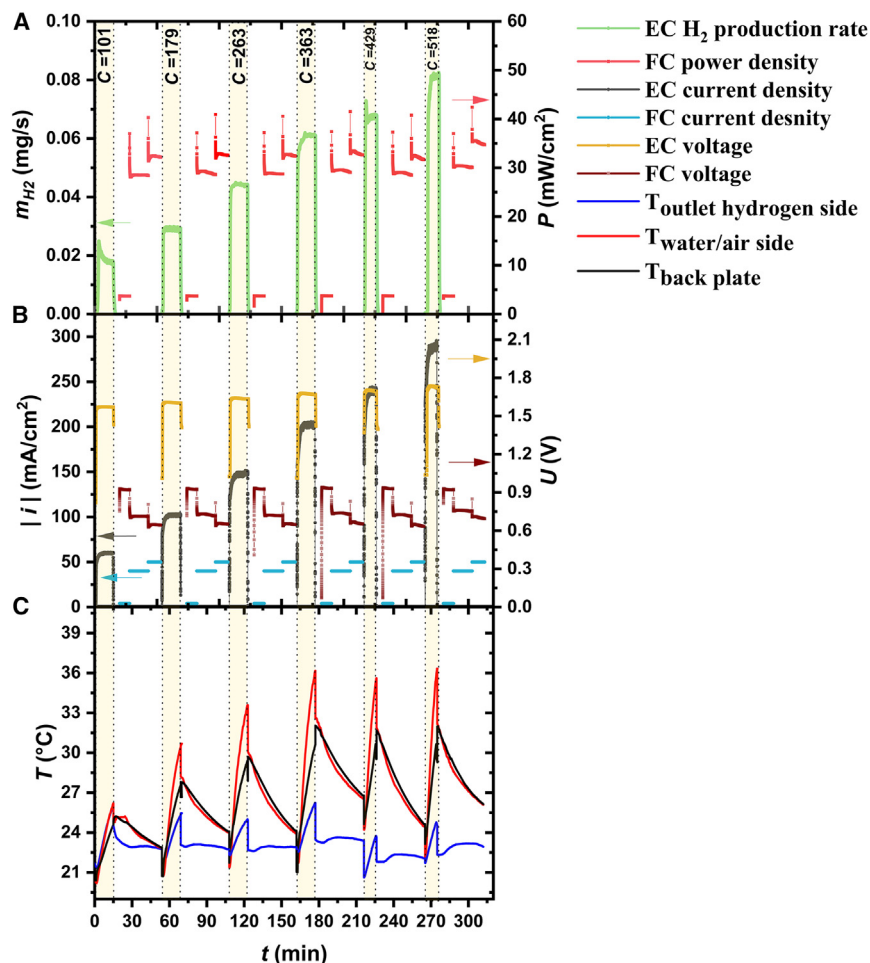 A
0.10
0.08
0.06
0.04
0.02
0.00
m_H2 (mg/s)
C =101
C =179
C =263
C =363
C =429
C =518
60
50
40
30
20
10
0
P (mW/cm²)
EC H₂ production rate
FC power density
EC current density
FC current desnity
EC voltage
FC voltage
T outlet hydrogen side
T water/air side
T back plate
B
300
250
200
150
100
50
0
| i | (mA/cm²)
2.1
1.8
1.5
1.2
0.9
0.6
0.3
0.0
U (V)
C
39
36
33
30
27
24
21
T (°C)
0 30 60 90 120 150 180 210 240 270 300
t (min)